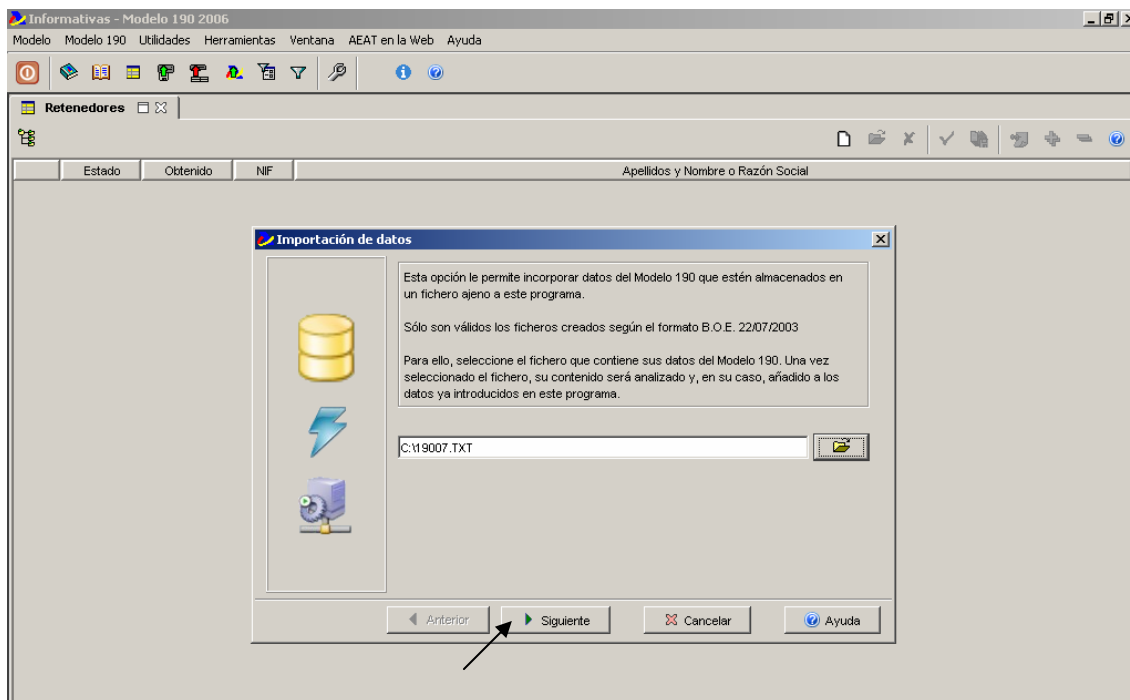 Informativas - Modelo 190 2006
Modelo Modelo 190 Utilidades Herramientas Ventana AEAT en la Web Ayuda
Retenedores
Estado Obtenido NIF Apellidos y Nombre o Razón Social
Importación de datos
Esta opción le permite incorporar datos del Modelo 190 que estén almacenados en
un fichero ajeno a este programa.
Sólo son válidos los ficheros creados según el formato B.O.E. 22/07/2003
Para ello, seleccione el fichero que contiene sus datos del Modelo 190. Una vez
seleccionado el fichero, su contenido será analizado y, en su caso, añadido a los
datos ya introducidos en este programa.
C:\19007.TXT
Anterior Siguiente Cancelar Ayuda